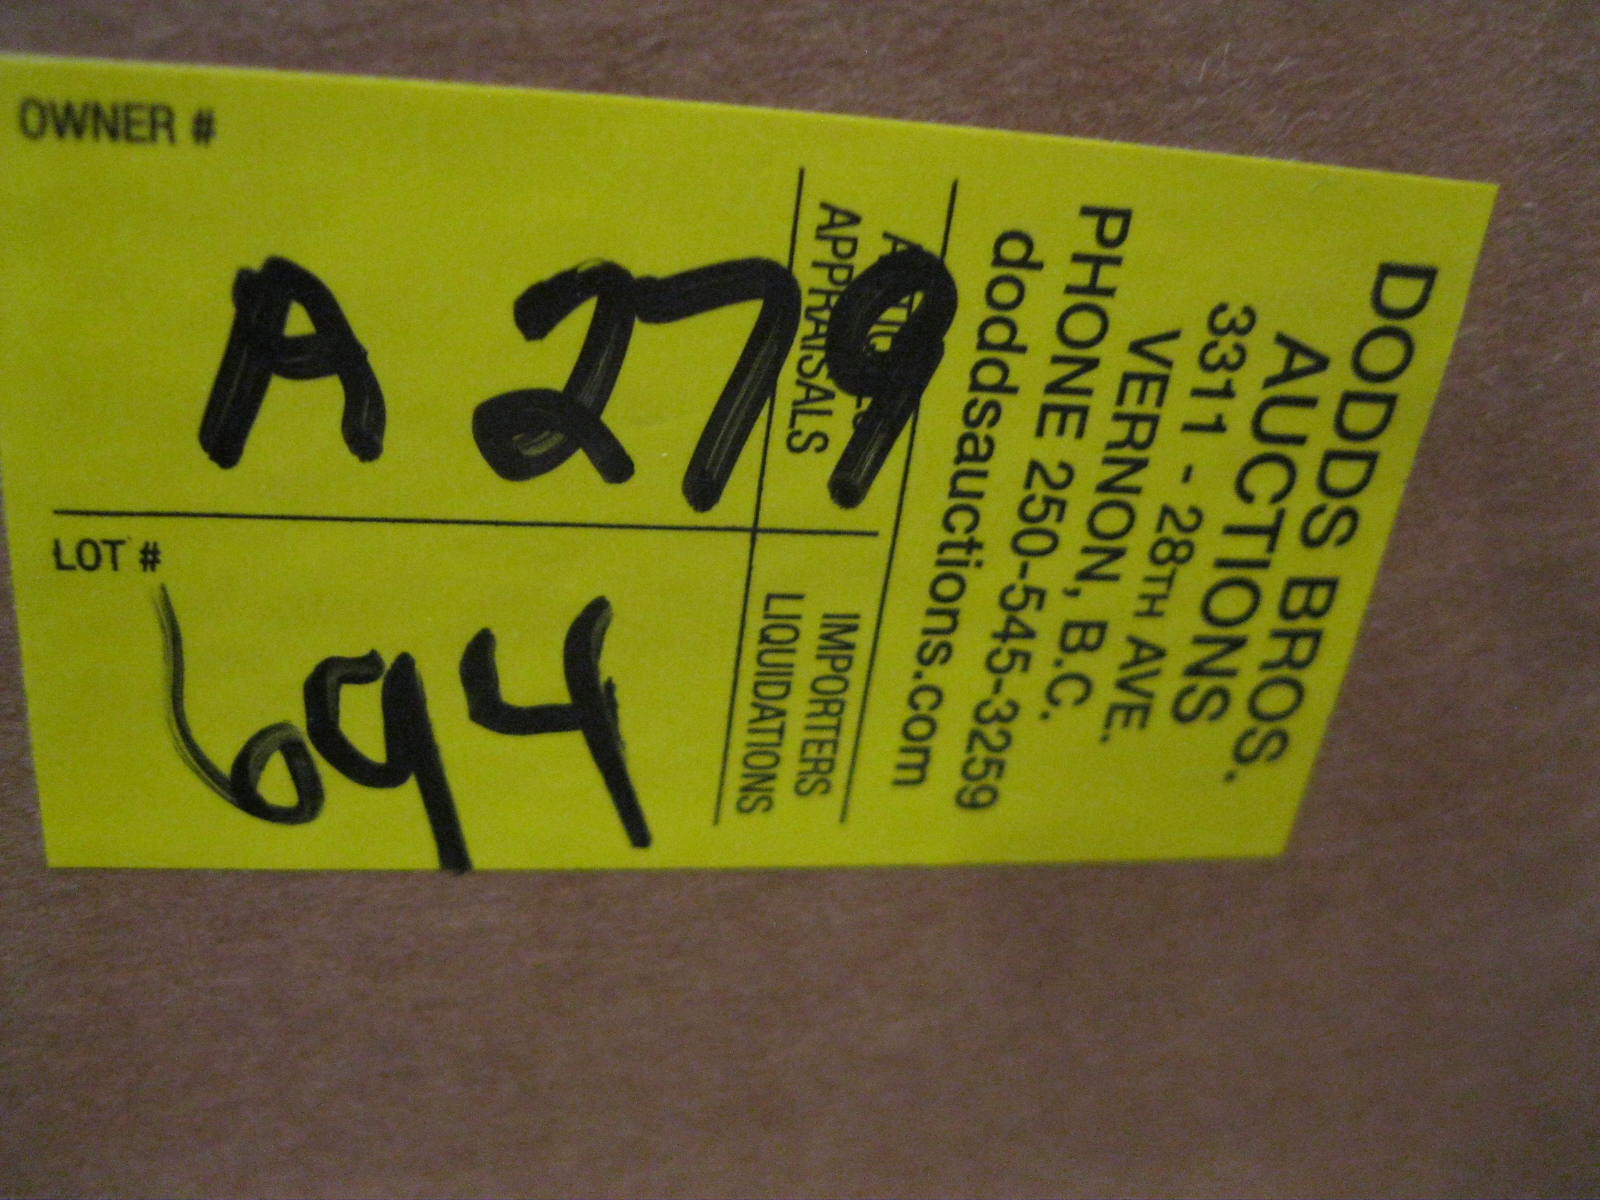 OWNER #
A 279
LOT #
694
DODDS BROS.
AUCTIONS
3311 - 28TH AVE.
VERNON, B.C.
PHONE 250-545-3259
doddsauctions.com
ANTIQUES
APPRAISALS
IMPORTERS
LIQUIDATIONS